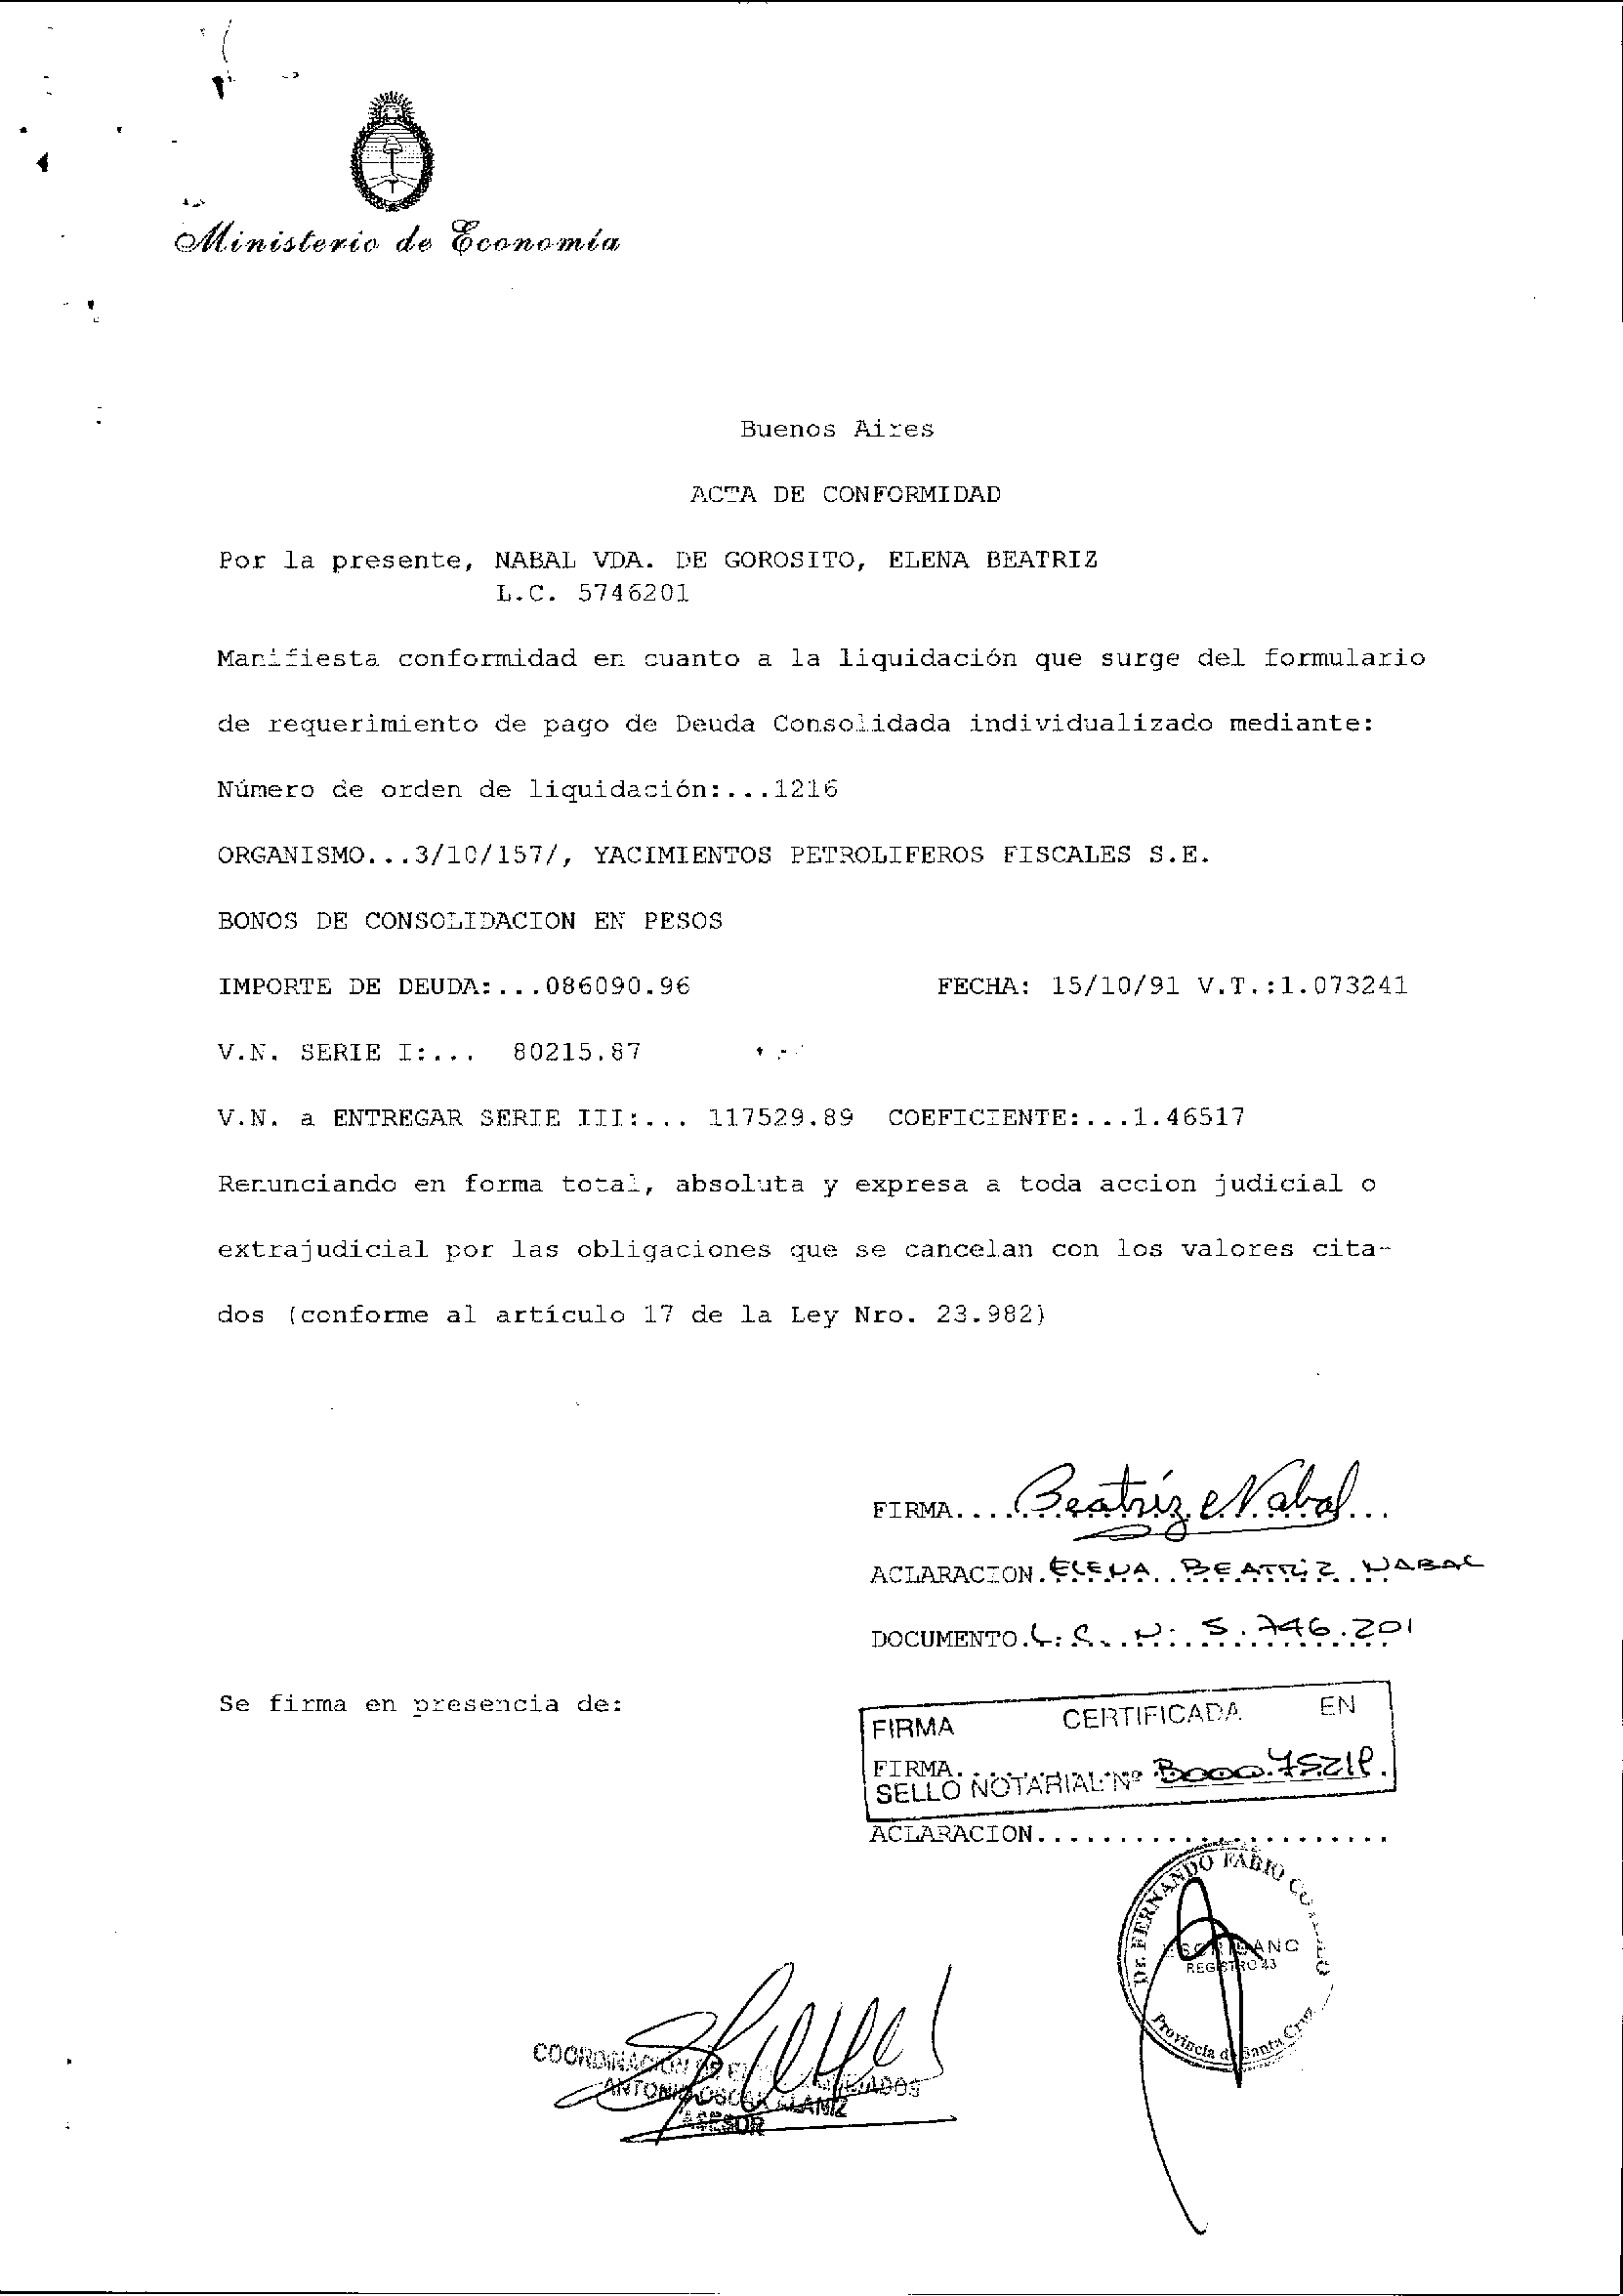 Ministerio de Economía
Buenos Aires
ACTA DE CONFORMIDAD
Por la presente, NABAL VDA. DE GOROSITO, ELENA BEATRIZ
L.C. 5746201
Manifiesta conformidad en cuanto a la liquidación que surge del formulario
de requerimiento de pago de Deuda Consolidada individualizado mediante:
Número de orden de liquidación:...1216
ORGANISMO...3/10/157/, YACIMIENTOS PETROLIFEROS FISCALES S.E.
BONOS DE CONSOLIDACION EN PESOS
IMPORTE DE DEUDA:...086090.96 FECHA: 15/10/91 V.T.:1.073241
V.N. SERIE I:... 80215.87
V.N. a ENTREGAR SERIE III:... 117529.89 COEFICIENTE:...1.46517
Renunciando en forma total, absoluta y expresa a toda accion judicial o
extrajudicial por las obligaciones que se cancelan con los valores cita-
dos (conforme al artículo 17 de la Ley Nro. 23.982)
FIRMA.... Beatriz Nabal...
ACLARACION. ELENA BEATRIZ NABAL
DOCUMENTO. L.C. N: 5.746.201
Se firma en presencia de:
FIRMA CERTIFICADA EN
FIRMA..............
SELLO NOTARIAL Nº
ACLARACION......................
Dr. FERNANDO FABIO
ESCRIBANO
REGISTRO 43
Provincia de Santa Cruz
COORDINACION DE
ANTONIO OSCAR ALANIZ
ASESOR